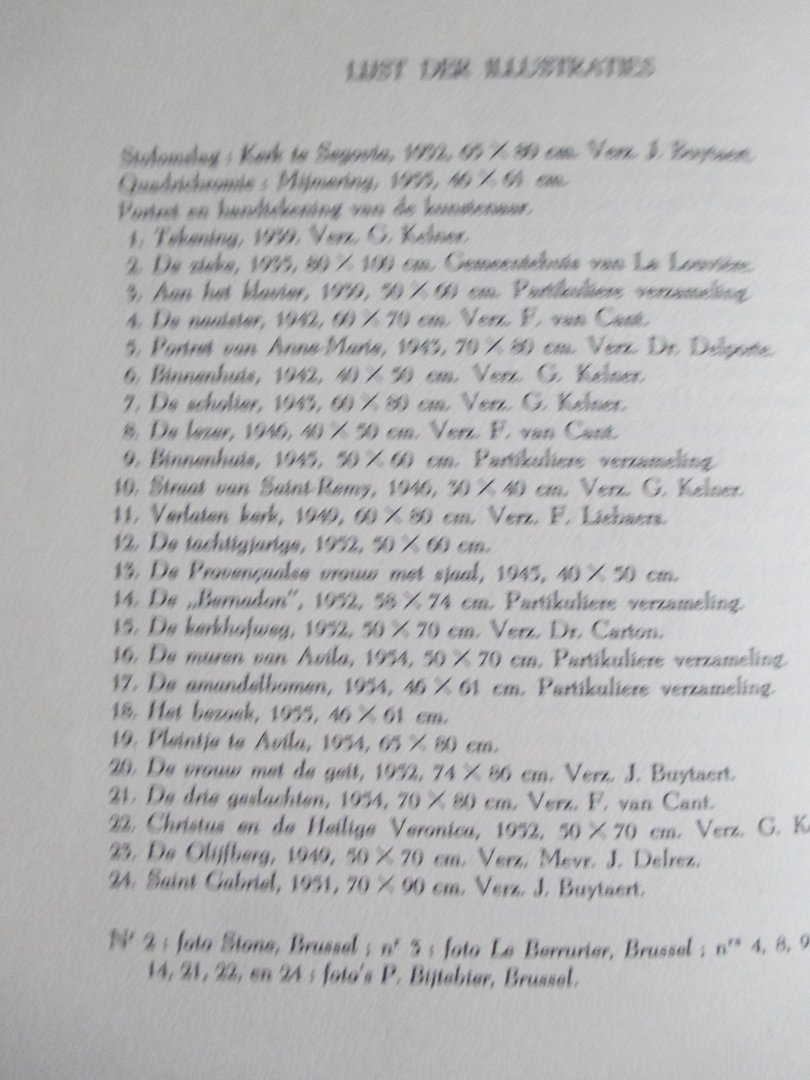 LIJST DER ILLUSTRATIES
Stofomslag : Kerk te Segovia, 1952, 65 × 80 cm. Verz. J. Buytaert.
Quadrichromie : Mijmering, 1955, 46 × 61 cm.
Portret en handtekening van de kunstenaar.
1. Tekening, 1939. Verz. G. Kelner.
2. De zieke, 1935, 80 × 100 cm. Gemeentehuis van La Louvière.
3. Aan het klavier, 1939, 50 × 60 cm. Partikuliere verzameling.
4. De naaister, 1942, 60 × 70 cm. Verz. F. van Cant.
5. Portret van Anne-Marie, 1943, 70 × 80 cm. Verz. Dr. Delporte.
6. Binnenhuis, 1942, 40 × 50 cm. Verz. G. Kelner.
7. De scholier, 1943, 60 × 80 cm. Verz. G. Kelner.
8. De lezer, 1946, 40 × 50 cm. Verz. F. van Cant.
9. Binnenhuis, 1945, 50 × 60 cm. Partikuliere verzameling.
10. Straat van Saint-Remy, 1946, 30 × 40 cm. Verz. G. Kelner.
11. Verlaten kerk, 1949, 60 × 80 cm. Verz. F. Liebaers.
12. De tachtigjarige, 1952, 50 × 60 cm.
13. De Provençaalse vrouw met sjaal, 1945, 40 × 50 cm.
14. De „Bernadon”, 1952, 58 × 74 cm. Partikuliere verzameling.
15. De kerkhofweg, 1952, 50 × 70 cm. Verz. Dr. Carton.
16. De muren van Avila, 1954, 50 × 70 cm. Partikuliere verzameling.
17. De amandelbomen, 1954, 46 × 61 cm. Partikuliere verzameling.
18. Het bezoek, 1955, 46 × 61 cm.
19. Pleintje te Avila, 1954, 65 × 80 cm.
20. De vrouw met de geit, 1952, 74 × 86 cm. Verz. J. Buytaert.
21. De drie geslachten, 1954, 70 × 80 cm. Verz. F. van Cant.
22. Christus en de Heilige Veronica, 1952, 50 × 70 cm. Verz. G.
23. De Olijfberg, 1949, 50 × 70 cm. Verz. Mevr. J. Delrez.
24. Saint Gabriel, 1951, 70 × 90 cm. Verz. J. Buytaert.
Nr 2 : foto Stone, Brussel ; nr 3 : foto Le Berrurier, Brussel ; nrs 4, 8, 9
14, 21, 22, en 24 : foto's P. Bijtebier, Brussel.